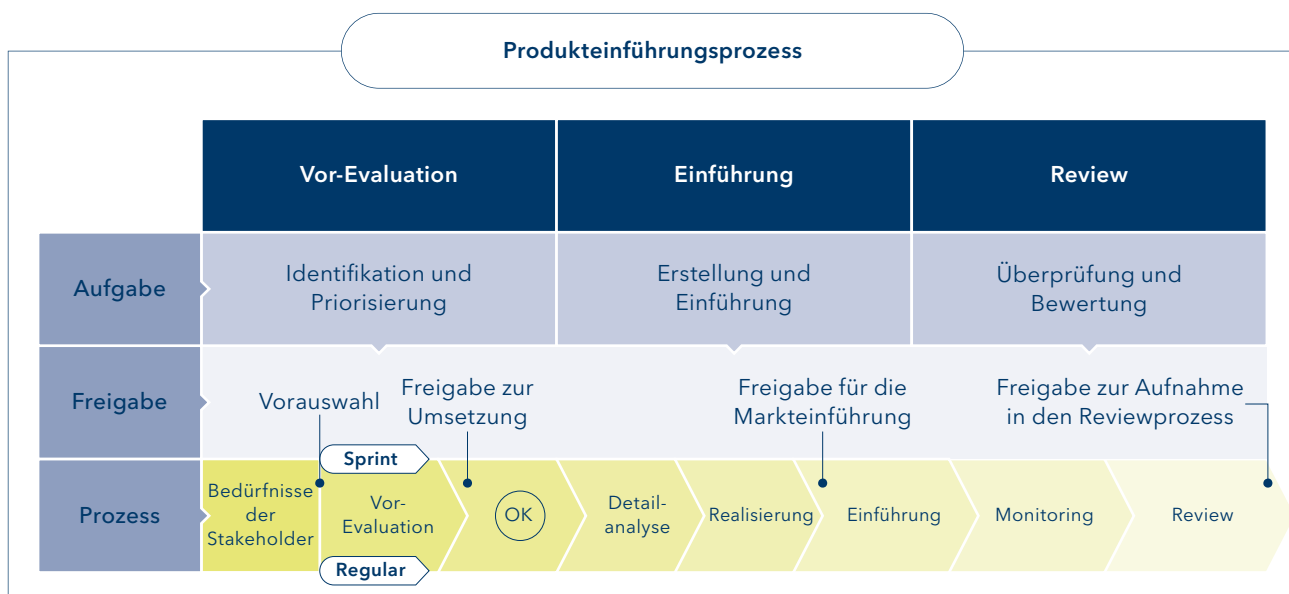 Produkteinführungsprozess
Vor-Evaluation
Einführung
Review
Aufgabe
Identifikation und
Priorisierung
Erstellung und
Einführung
Überprüfung und
Bewertung
Freigabe
Vorauswahl
Freigabe zur
Umsetzung
Freigabe für die
Markteinführung
Freigabe zur Aufnahme
in den Reviewprozess
Prozess
Bedürfnisse
der
Stakeholder
Sprint
Vor-
Evaluation
Regular
OK
Detail-
analyse
Realisierung
Einführung
Monitoring
Review